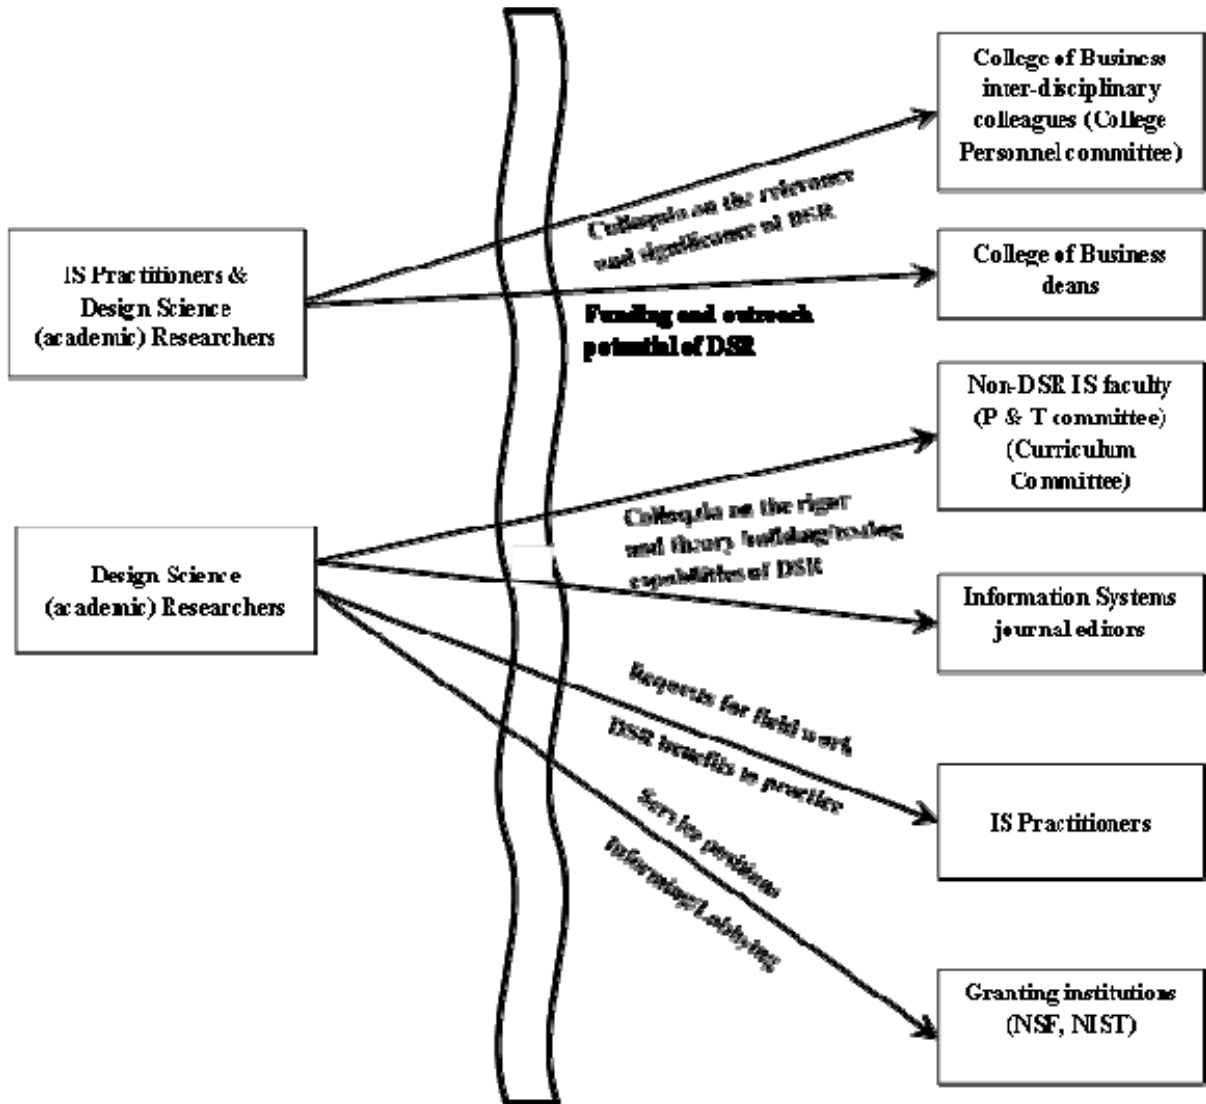 College of Business
inter-disciplinary
colleagues (College
Personnel committee)
Colloquia on the relevance
and significance of DSR
IS Practitioners &
Design Science
(academic) Researchers
College of Business
deans
Funding and outreach
potential of DSR
Non-DSR IS faculty
(P & T committee)
(Curriculum
Committee)
Colloquia on the rigor
and theory building/testing
capabilities of DSR
Design Science
(academic) Researchers
Information Systems
journal editors
Requests for field work
DSR benefits to practice
IS Practitioners
Service positions
Informing/Lobbying
Granting institutions
(NSF, NIST)